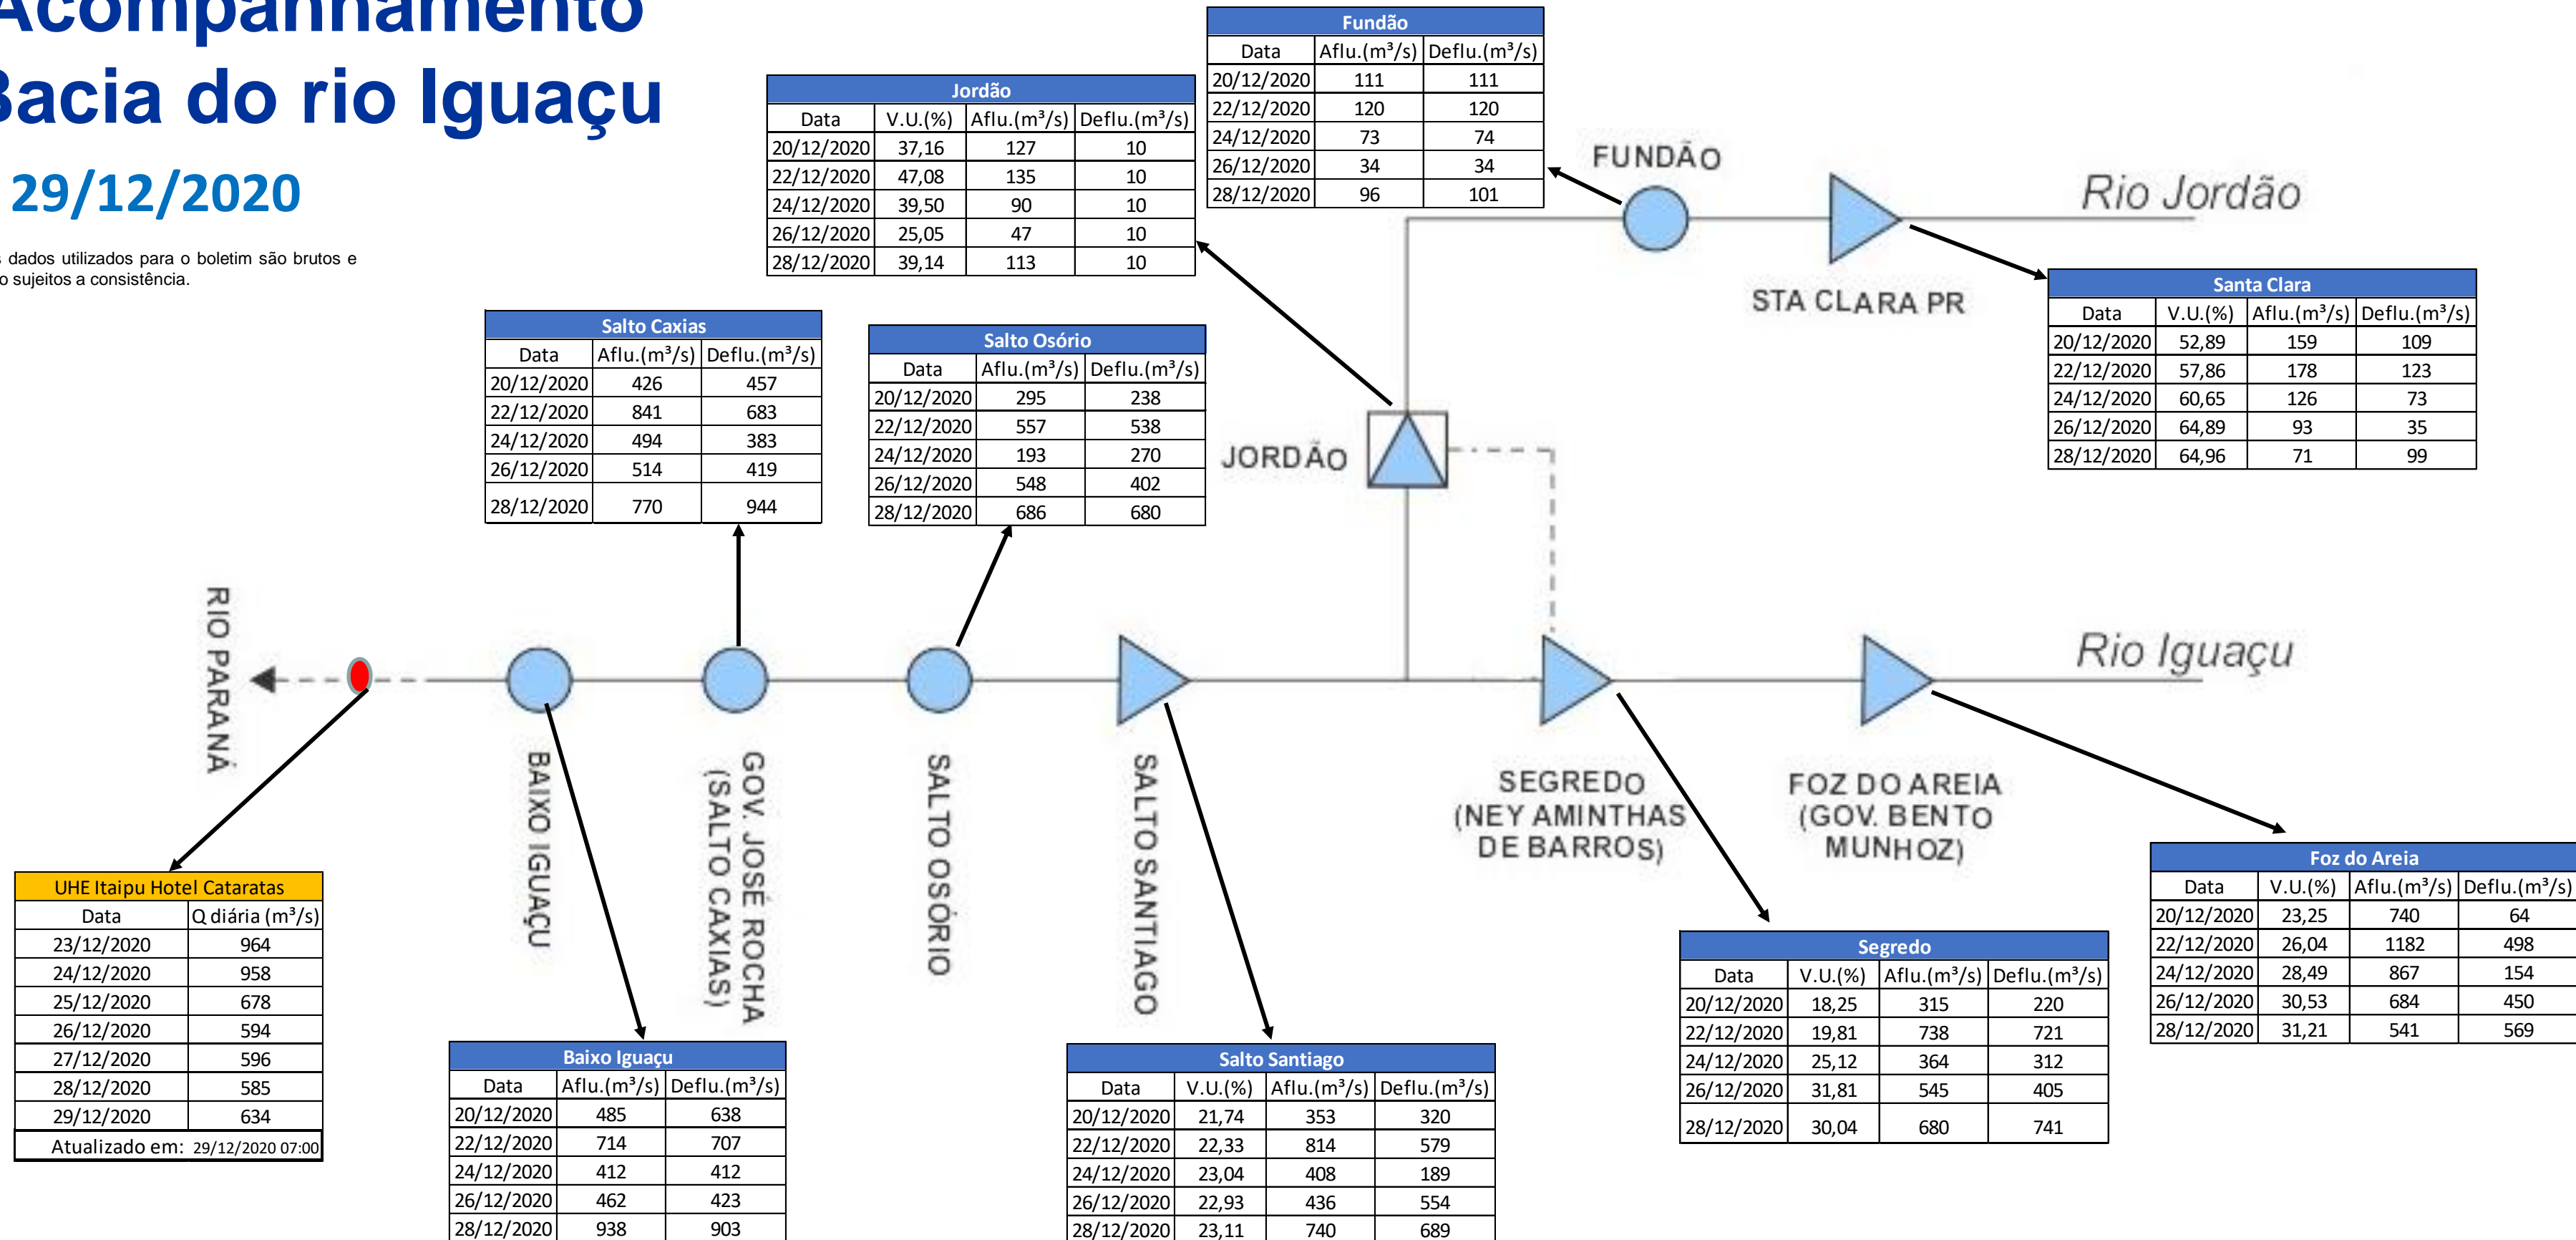 Acompanhamento
Bacia do rio Iguaçu
29/12/2020
dados utilizados para o boletim são brutos e
sujeitos a consistência.
Fundão
Data Aflu.(m³/s) Deflu.(m³/s)
20/12/2020 111 111
22/12/2020 120 120
24/12/2020 73 74
26/12/2020 34 34
28/12/2020 96 101
Jordão
Data V.U.(%) Aflu.(m³/s) Deflu.(m³/s)
20/12/2020 37,16 127 10
22/12/2020 47,08 135 10
24/12/2020 39,50 90 10
26/12/2020 25,05 47 10
28/12/2020 39,14 113 10
FUNDÃO
Rio Jordão
STA CLARA PR
Santa Clara
Data V.U.(%) Aflu.(m³/s) Deflu.(m³/s)
20/12/2020 52,89 159 109
22/12/2020 57,86 178 123
24/12/2020 60,65 126 73
26/12/2020 64,89 93 35
28/12/2020 64,96 71 99
Salto Caxias
Data Aflu.(m³/s) Deflu.(m³/s)
20/12/2020 426 457
22/12/2020 841 683
24/12/2020 494 383
26/12/2020 514 419
28/12/2020 770 944
Salto Osório
Data Aflu.(m³/s) Deflu.(m³/s)
20/12/2020 295 238
22/12/2020 557 538
24/12/2020 193 270
26/12/2020 548 402
28/12/2020 686 680
JORDÃO
RIO PARANÁ
Rio Iguaçu
BAIXO IGUAÇU
GOV. JOSÉ ROCHA
(SALTO CAXIAS)
SALTO OSÓRIO
SALTO SANTIAGO
SEGREDO
(NEY AMINTHAS
DE BARROS)
FOZ DO AREIA
(GOV. BENTO
MUNHOZ)
UHE Itaipu Hotel Cataratas
Data Q diária (m³/s)
23/12/2020 964
24/12/2020 958
25/12/2020 678
26/12/2020 594
27/12/2020 596
28/12/2020 585
29/12/2020 634
Atualizado em: 29/12/2020 07:00
Baixo Iguaçu
Data Aflu.(m³/s) Deflu.(m³/s)
20/12/2020 485 638
22/12/2020 714 707
24/12/2020 412 412
26/12/2020 462 423
28/12/2020 938 903
Salto Santiago
Data V.U.(%) Aflu.(m³/s) Deflu.(m³/s)
20/12/2020 21,74 353 320
22/12/2020 22,33 814 579
24/12/2020 23,04 408 189
26/12/2020 22,93 436 554
28/12/2020 23,11 740 689
Segredo
Data V.U.(%) Aflu.(m³/s) Deflu.(m³/s)
20/12/2020 18,25 315 220
22/12/2020 19,81 738 721
24/12/2020 25,12 364 312
26/12/2020 31,81 545 405
28/12/2020 30,04 680 741
Foz do Areia
Data V.U.(%) Aflu.(m³/s) Deflu.(m³/s)
20/12/2020 23,25 740 64
22/12/2020 26,04 1182 498
24/12/2020 28,49 867 154
26/12/2020 30,53 684 450
28/12/2020 31,21 541 569